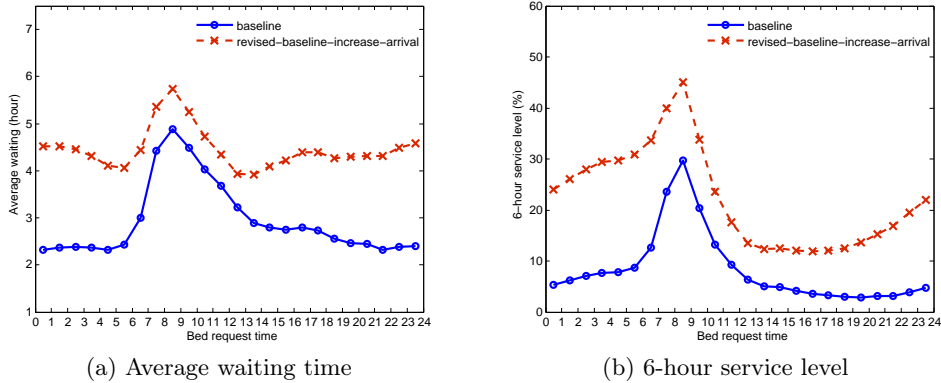 7
6
5
4
3
2
1
Average waiting (hour)
baseline
revised−baseline−increase−arrival
0 1 2 3 4 5 6 7 8 9 10 11 12 13 14 15 16 17 18 19 20 21 22 23 24
Bed request time
(a) Average waiting time
60
50
40
30
20
10
0
6−hour service level (%)
baseline
revised−baseline−increase−arrival
0 1 2 3 4 5 6 7 8 9 10 11 12 13 14 15 16 17 18 19 20 21 22 23 24
Bed request time
(b) 6-hour service level